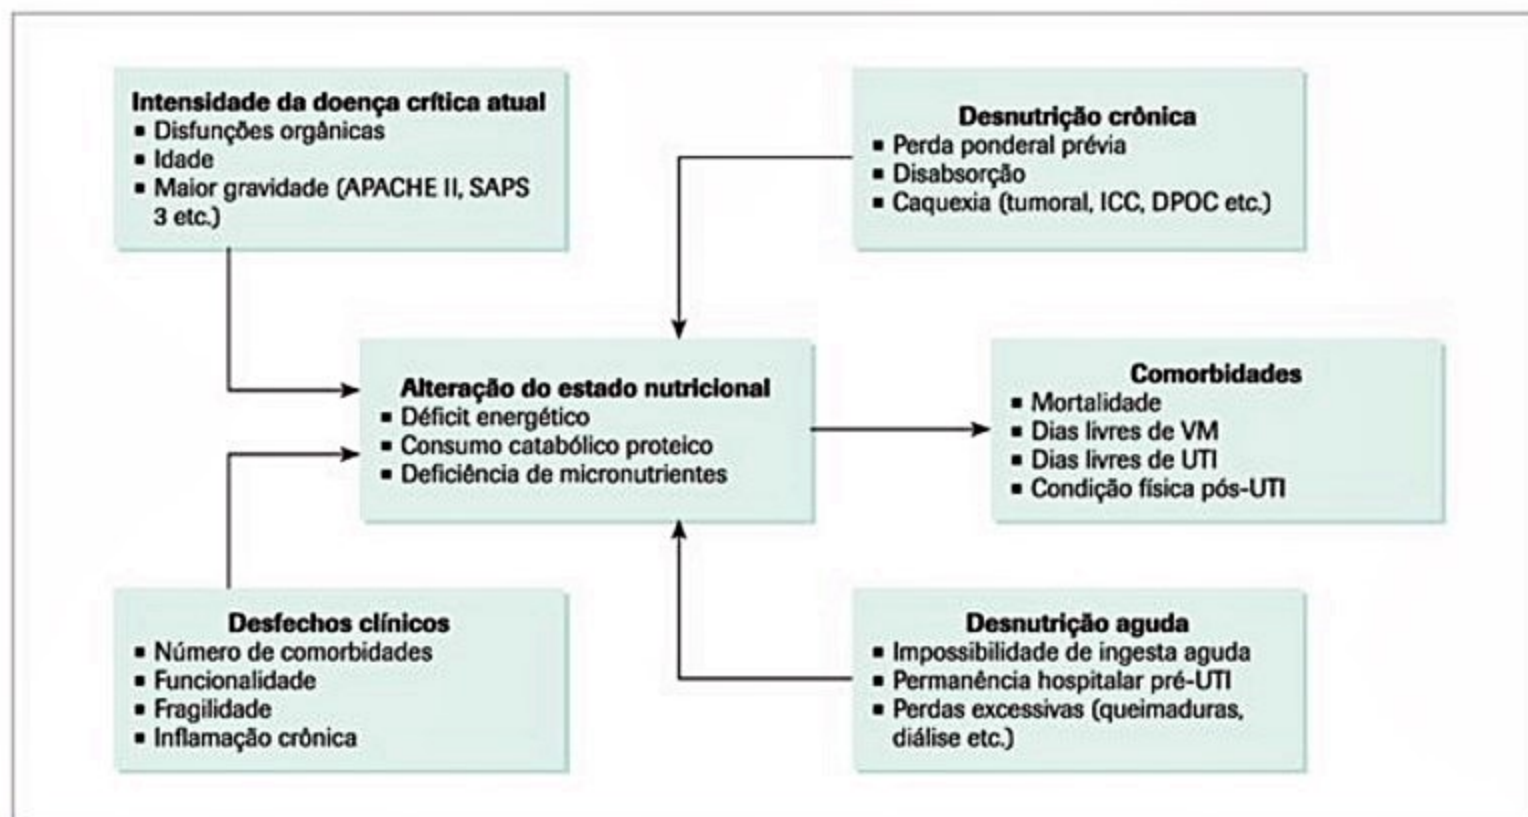 Intensidade da doença crítica atual
▪ Disfunções orgânicas
▪ Idade
▪ Maior gravidade (APACHE II, SAPS
3 etc.)
Desnutrição crônica
▪ Perda ponderal prévia
▪ Disabsorção
▪ Caquexia (tumoral, ICC, DPOC etc.)
Alteração do estado nutricional
▪ Déficit energético
▪ Consumo catabólico proteico
▪ Deficiência de micronutrientes
Comorbidades
▪ Mortalidade
▪ Dias livres de VM
▪ Dias livres de UTI
▪ Condição física pós-UTI
Desfechos clínicos
▪ Número de comorbidades
▪ Funcionalidade
▪ Fragilidade
▪ Inflamação crônica
Desnutrição aguda
▪ Impossibilidade de ingesta aguda
▪ Permanência hospitalar pré-UTI
▪ Perdas excessivas (queimaduras,
diálise etc.)